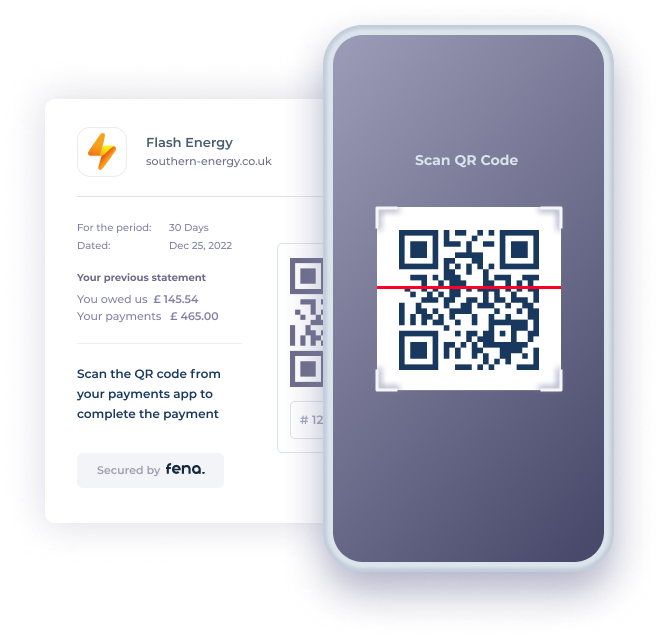 Flash Energy
southern-energy.co.uk
For the period: 30 Days
Dated: Dec 25, 2022
Your previous statement
You owed us £ 145.54
Your payments £ 465.00
Scan the QR code from
your payments app to
complete the payment
# 12
Secured by fena.
Scan QR Code